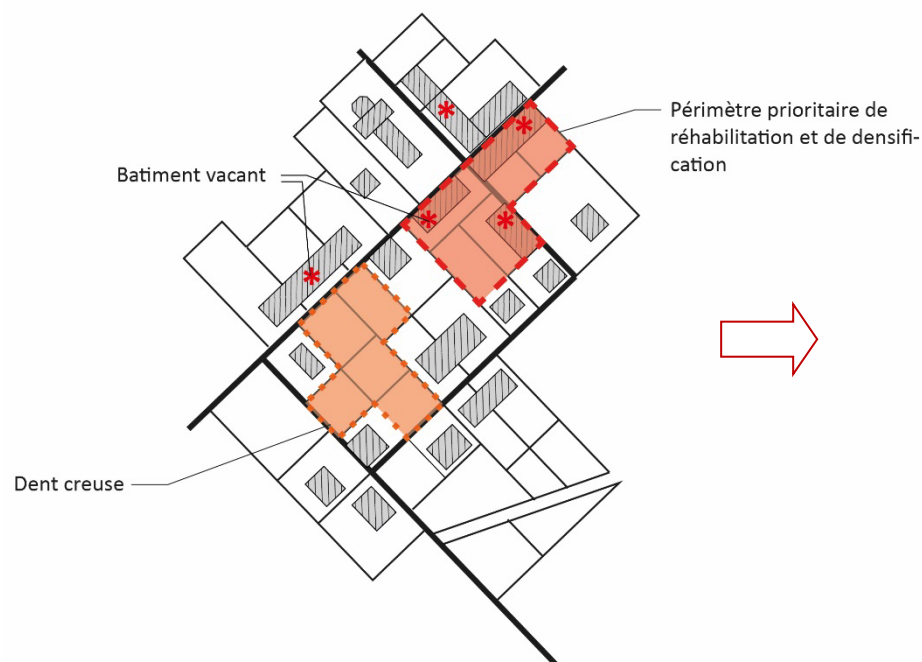 Périmètre prioritaire de
réhabilitation et de densifi-
cation
Batiment vacant
Dent creuse